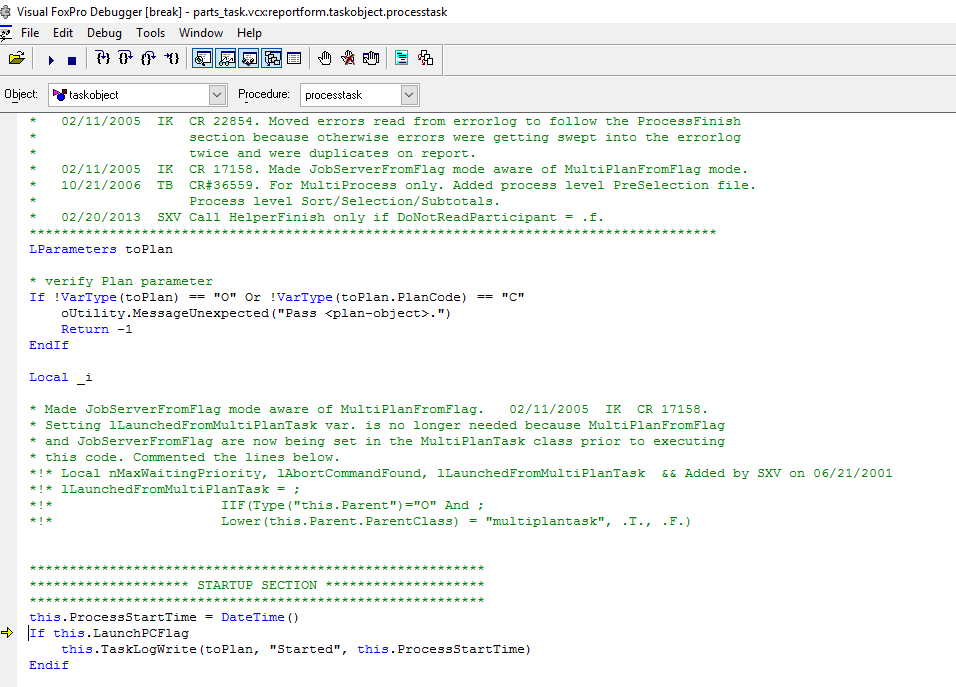 Visual FoxPro Debugger [break] - parts_task.vcx:reportform.taskobject.processtask
File Edit Debug Tools Window Help
Object: taskobject Procedure: processtask
* 02/11/2005 IK CR 22854. Moved errors read from errorlog to follow the ProcessFinish
* section because otherwise errors were getting swept into the errorlog
* twice and were duplicates on report.
* 02/11/2005 IK CR 17158. Made JobServerFromFlag mode aware of MultiPlanFromFlag mode.
* 10/21/2006 TB CR#36559. For MultiProcess only. Added process level PreSelection file.
* Process level Sort/Selection/Subtotals.
* 02/20/2013 SXV Call HelperFinish only if DoNotReadParticipant = .f.
**************************************************************************************
LParameters toPlan
* verify Plan parameter
If !VarType(toPlan) == "O" Or !VarType(toPlan.PlanCode) == "C"
oUtility.MessageUnexpected("Pass <plan-object>.")
Return -1
EndIf
Local _i
* Made JobServerFromFlag mode aware of MultiPlanFromFlag. 02/11/2005 IK CR 17158.
* Setting lLaunchedFromMultiPlanTask var. is no longer needed because MultiPlanFromFlag
* and JobServerFromFlag are now being set in the MultiPlanTask class prior to executing
* this code. Commented the lines below.
*!* Local nMaxWaitingPriority, lAbortCommandFound, lLaunchedFromMultiPlanTask && Added by SXV on 06/21/2001
*!* lLaunchedFromMultiPlanTask = ;
*!* IIF(Type("this.Parent")="O" And ;
*!* Lower(this.Parent.ParentClass) = "multiplantask", .T., .F.)
*********************************************************
******************** STARTUP SECTION ********************
*********************************************************
this.ProcessStartTime = DateTime()
If this.LaunchPCFlag
this.TaskLogWrite(toPlan, "Started", this.ProcessStartTime)
Endif